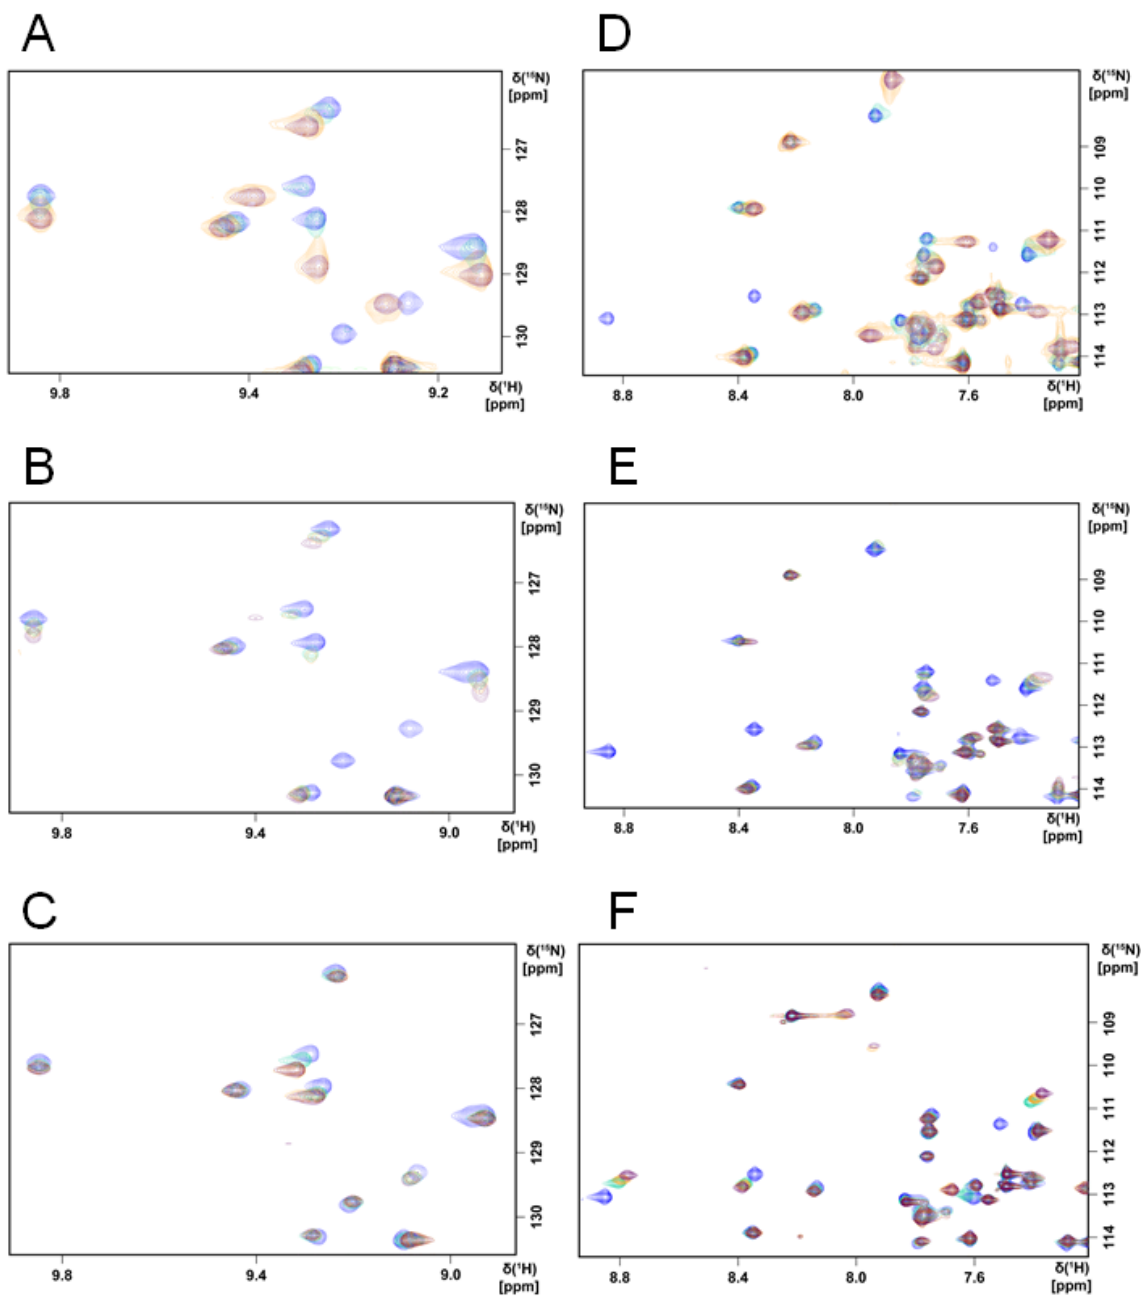 A
δ(¹⁵N)
[ppm]
127
128
129
130
9.8
9.4
9.2
δ(¹H)
[ppm]
D
δ(¹⁵N)
[ppm]
109
110
111
112
113
114
8.8
8.4
8.0
7.6
δ(¹H)
[ppm]
B
δ(¹⁵N)
[ppm]
127
128
129
130
9.8
9.4
9.0
δ(¹H)
[ppm]
E
δ(¹⁵N)
[ppm]
109
110
111
112
113
114
8.8
8.4
8.0
7.6
δ(¹H)
[ppm]
C
δ(¹⁵N)
[ppm]
127
128
129
130
9.8
9.4
9.0
δ(¹H)
[ppm]
F
δ(¹⁵N)
[ppm]
109
110
111
112
113
114
8.8
8.4
8.0
7.6
δ(¹H)
[ppm]